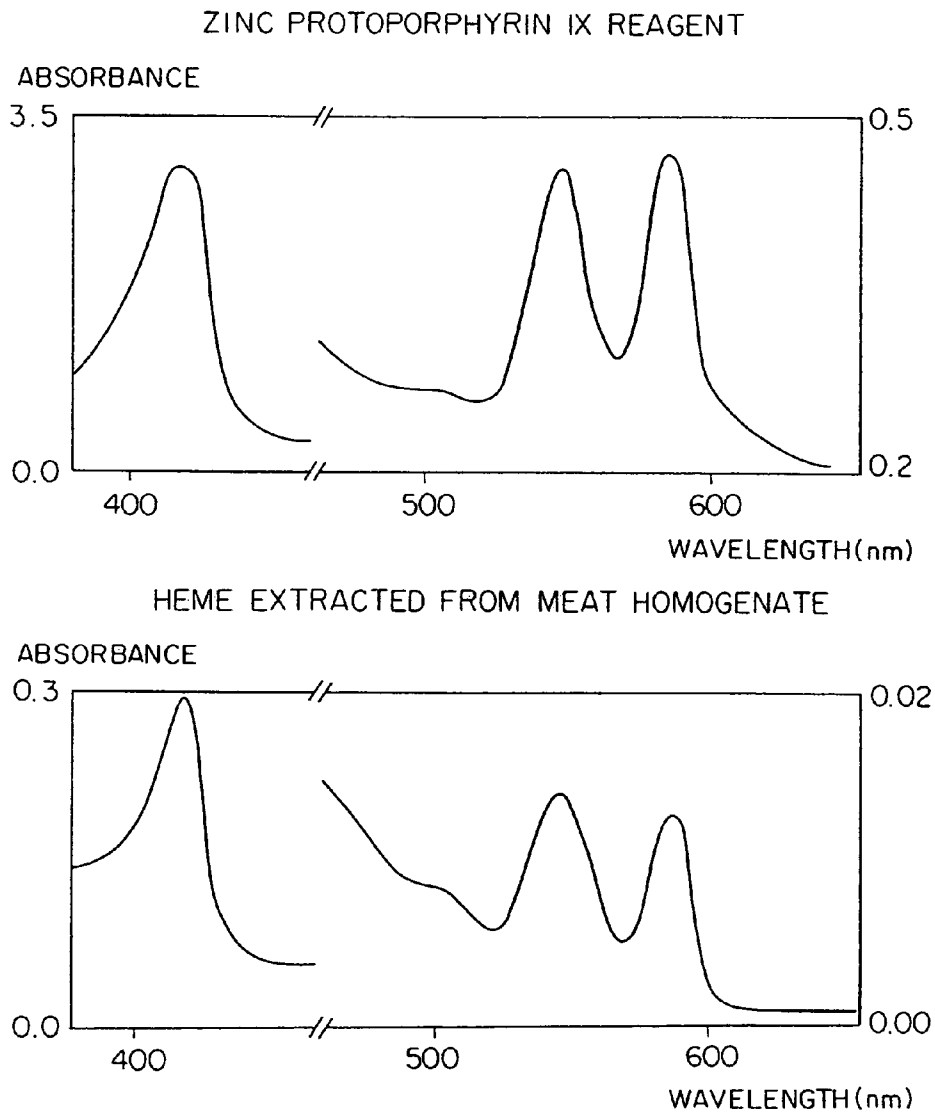 ZINC PROTOPORPHYRIN IX REAGENT
ABSORBANCE
3.5 0.5
0.0 0.2
400 500 600
WAVELENGTH (nm)
HEME EXTRACTED FROM MEAT HOMOGENATE
ABSORBANCE
0.3 0.02
0.0 0.00
400 500 600
WAVELENGTH (nm)